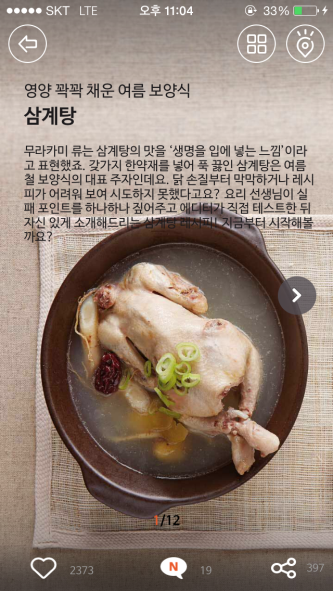 SKT LTE 오후 11:04 33%
영양 꽉꽉 채운 여름 보양식
삼계탕
무라카미 류는 삼계탕의 맛을 '생명을 입에 넣는 느낌'이라
고 표현했죠. 갖가지 한약재를 넣어 푹 끓인 삼계탕은 여름
철 보양식의 대표 주자인데요. 닭 손질부터 막막하거나 레시
피가 어려워 보여 시도하지 못했다고요? 요리 선생님이 실
패 포인트를 하나하나 짚어주고 에디터가 직접 테스트한 뒤
자신 있게 소개해드리는 삼계탕 레시피! 지금부터 시작해볼
까요?
1/12
2373 N 19 397